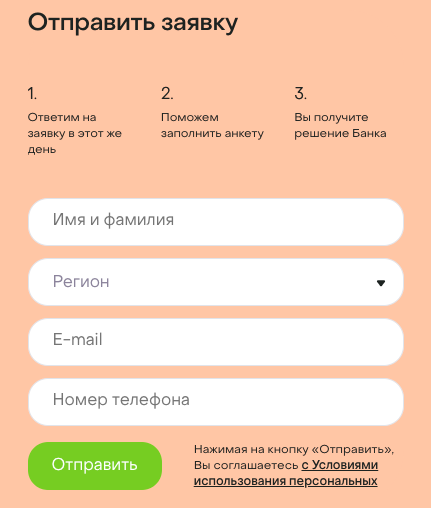 Отправить заявку
1.
Ответим на
заявку в этот же
день
2.
Поможем
заполнить анкету
3.
Вы получите
решение Банка
Имя и фамилия
Регион
E-mail
Номер телефона
Отправить
Нажимая на кнопку «Отправить»,
Вы соглашаетесь с Условиями
использования персональных